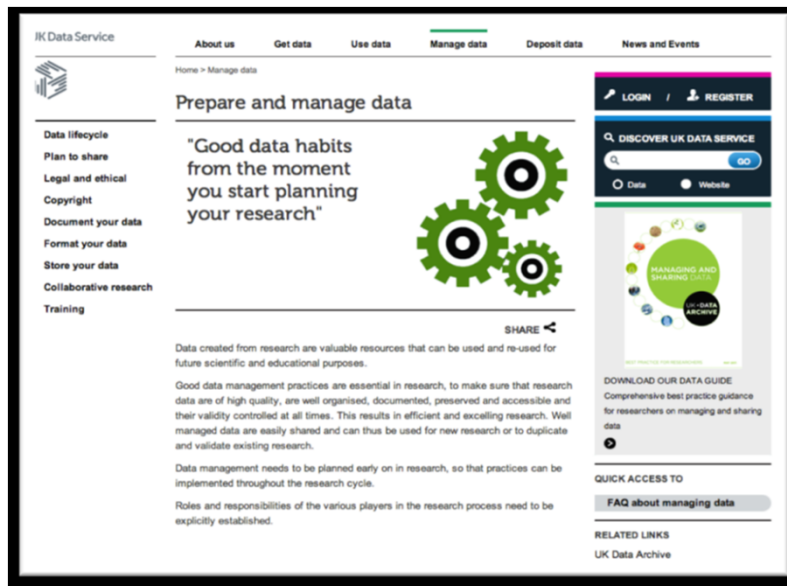 JK Data Service
About us Get data Use data Manage data Deposit data News and Events
Home > Manage data
Prepare and manage data
Data lifecycle
Plan to share
Legal and ethical
Copyright
Document your data
Format your data
Store your data
Collaborative research
Training
"Good data habits
from the moment
you start planning
your research"
SHARE
Data created from research are valuable resources that can be used and re-used for
future scientific and educational purposes.
Good data management practices are essential in research, to make sure that research
data are of high quality, are well organised, documented, preserved and accessible and
their validity controlled at all times. This results in efficient and excelling research. Well
managed data are easily shared and can thus be used for new research or to duplicate
and validate existing research.
Data management needs to be planned early on in research, so that practices can be
implemented throughout the research cycle.
Roles and responsibilities of the various players in the research process need to be
explicitly established.
LOGIN / REGISTER
DISCOVER UK DATA SERVICE
GO
Data Website
MANAGING AND
SHARING DATA
UK DATA
ARCHIVE
BEST PRACTICE FOR RESEARCHERS
DOWNLOAD OUR DATA GUIDE
Comprehensive best practice guidance
for researchers on managing and sharing
data
QUICK ACCESS TO
FAQ about managing data
RELATED LINKS
UK Data Archive